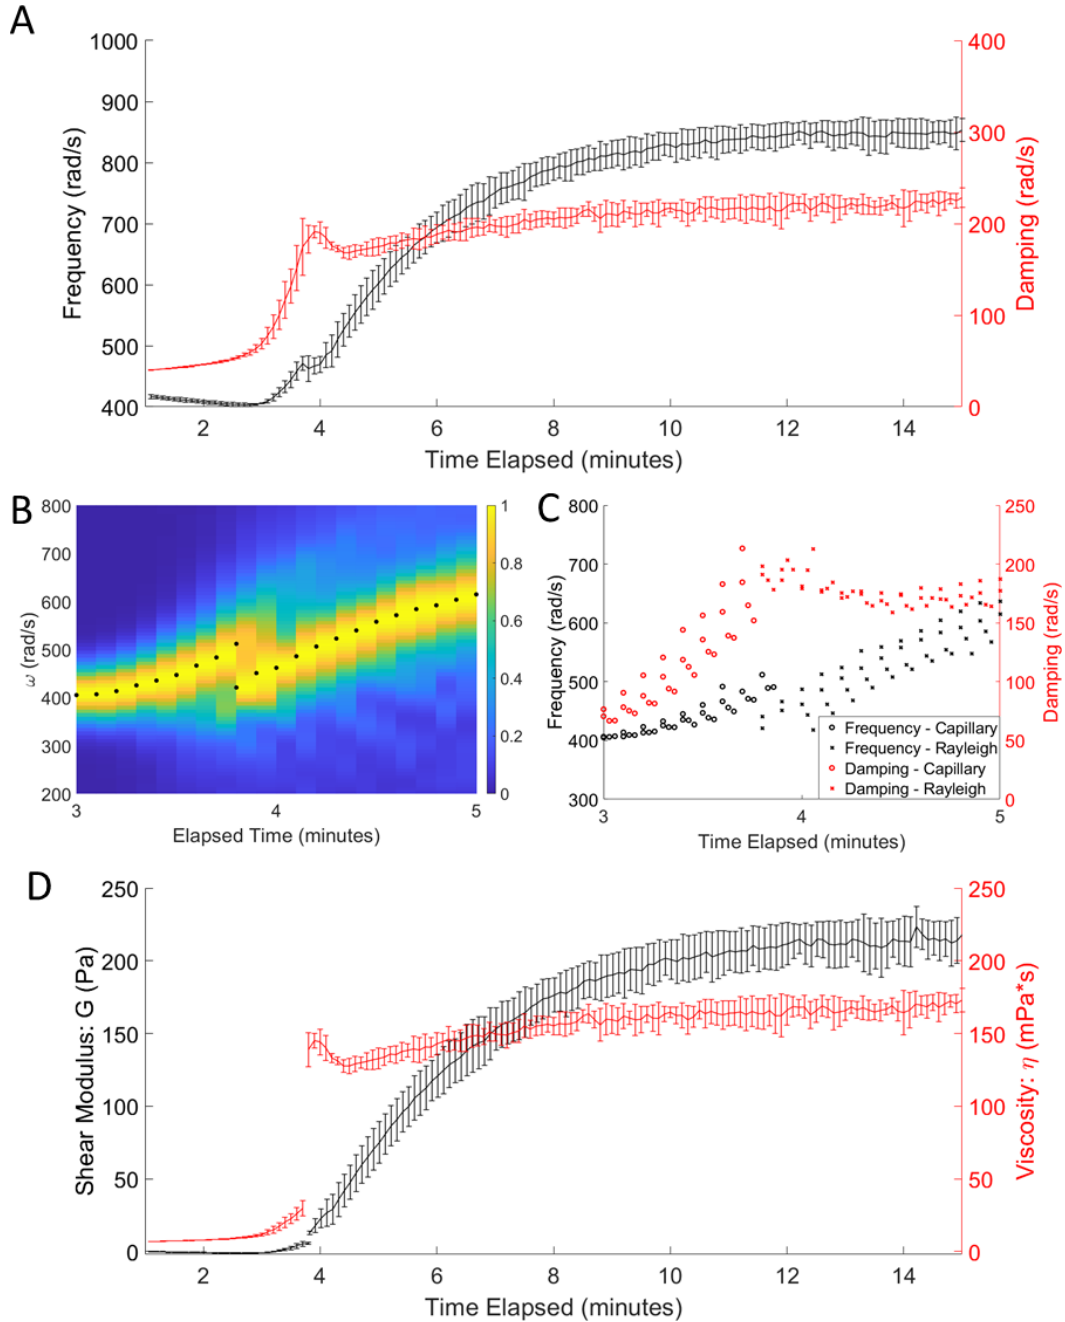 A
1000
900
800
700
600
500
400
Frequency (rad/s)
400
300
200
100
0
Damping (rad/s)
2 4 6 8 10 12 14
Time Elapsed (minutes)
B
800
700
600
500
400
300
200
ω (rad/s)
1
0.8
0.6
0.4
0.2
0
3 4 5
Elapsed Time (minutes)
C
800
700
600
500
400
300
Frequency (rad/s)
250
200
150
100
50
0
Damping (rad/s)
Frequency - Capillary
Frequency - Rayleigh
Damping - Capillary
Damping - Rayleigh
3 4 5
Time Elapsed (minutes)
D
250
200
150
100
50
0
Shear Modulus: G (Pa)
250
200
150
100
50
0
Viscosity: η (mPa*s)
2 4 6 8 10 12 14
Time Elapsed (minutes)